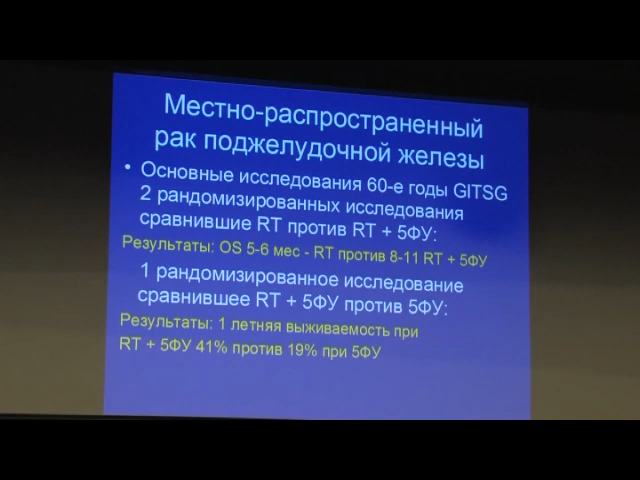 Местно-распространенный
рак поджелудочной железы
• Основные исследования 60-е годы GITSG
2 рандомизированных исследования
сравнившие RT против RT + 5ФУ:
Результаты: OS 5-6 мес - RT против 8-11 RT + 5ФУ
1 рандомизированное исследование
сравнившее RT + 5ФУ против 5ФУ:
Результаты: 1 летняя выживаемость при
RT + 5ФУ 41% против 19% при 5ФУ